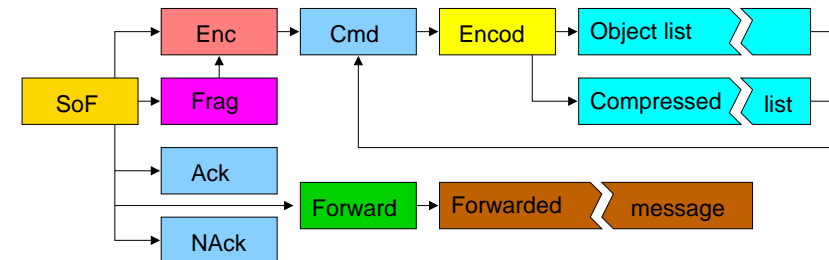 Enc Cmd Encod Object list
SoF Frag Compressed list
Ack
Forward Forwarded message
NAck